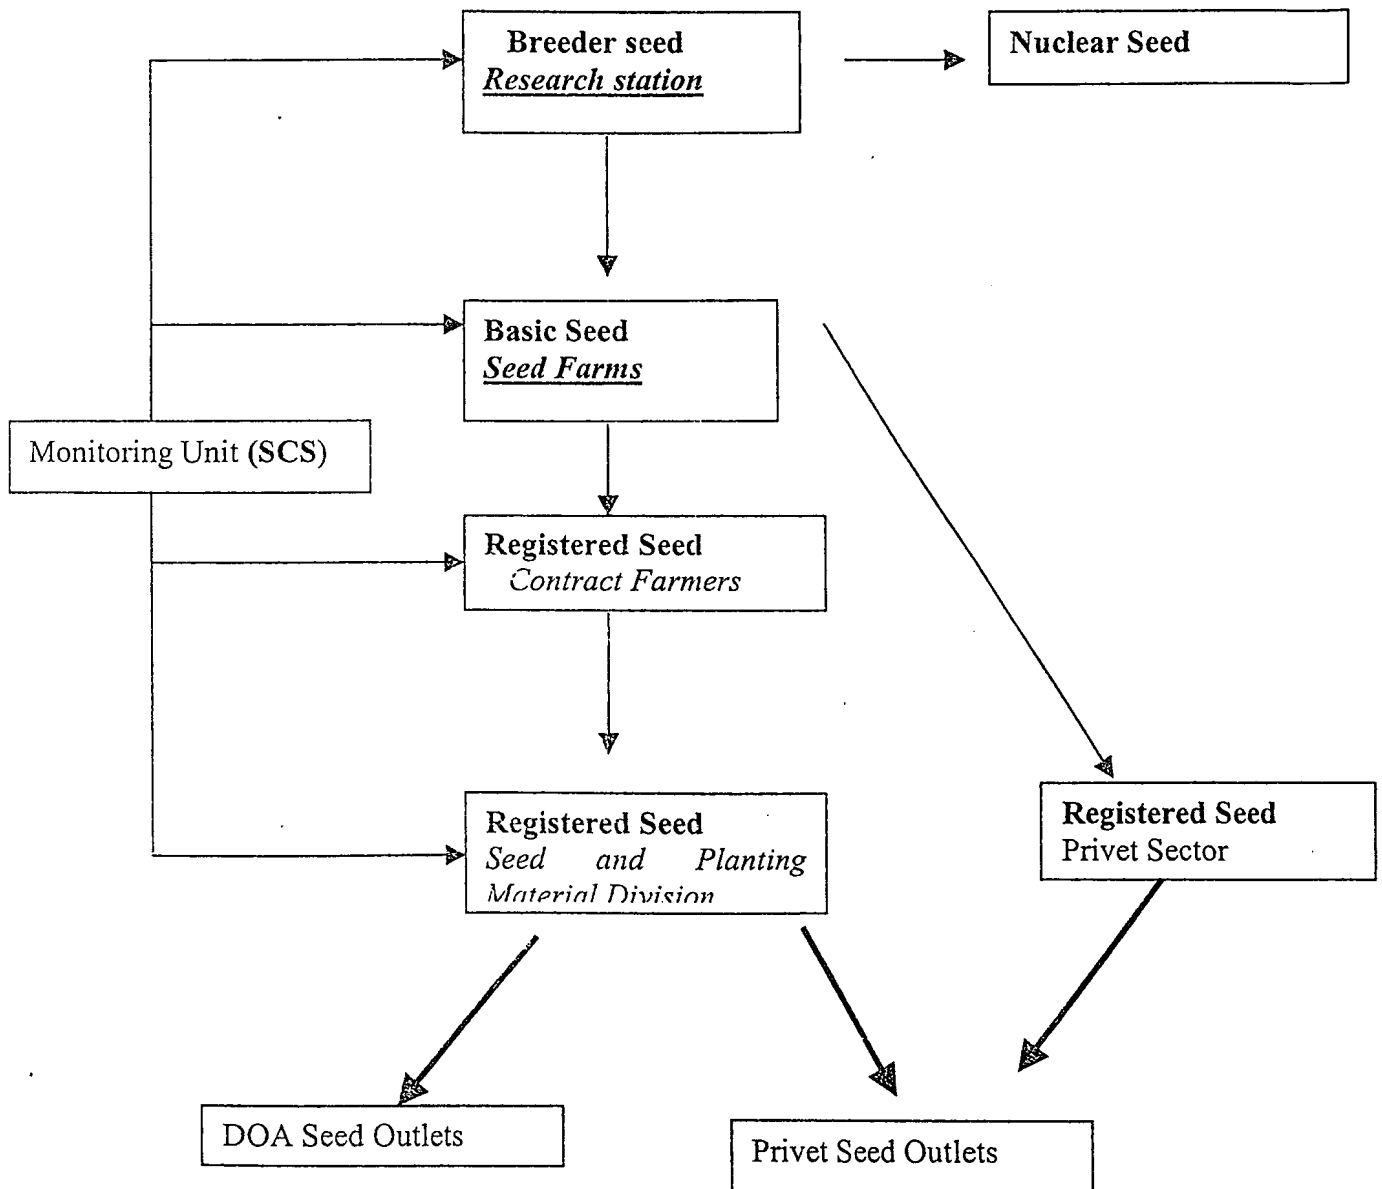 Breeder seed
Research station
Nuclear Seed
Basic Seed
Seed Farms
Monitoring Unit (SCS)
Registered Seed
Contract Farmers
Registered Seed
Seed and Planting
Material Division
Registered Seed
Privet Sector
DOA Seed Outlets
Privet Seed Outlets